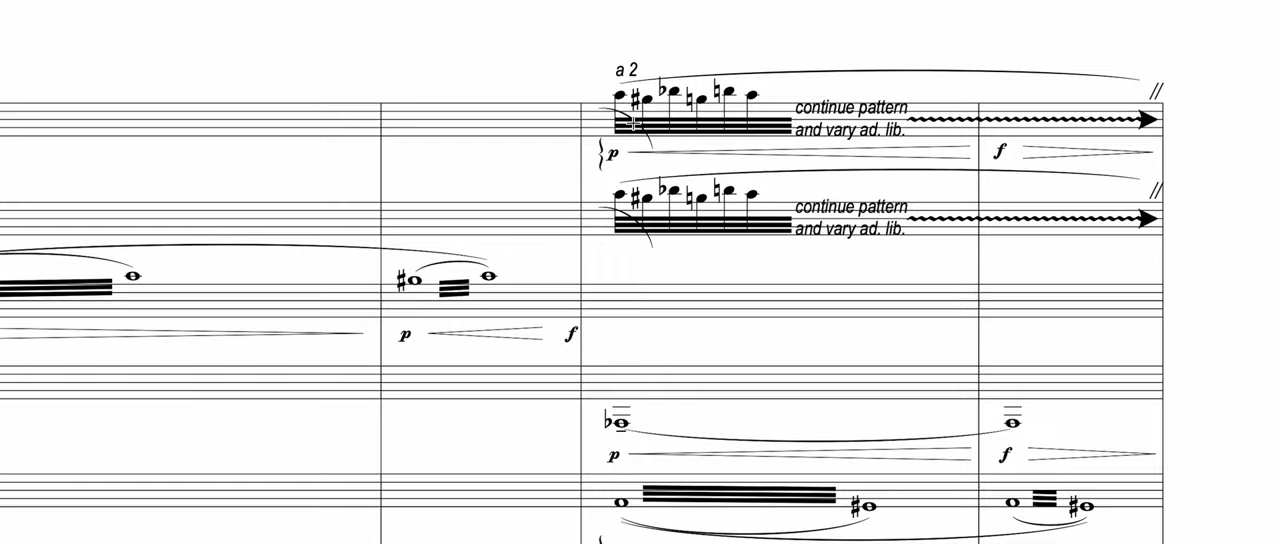 a 2
continue pattern
and vary ad. lib.
p
f
continue pattern
and vary ad. lib.
p
f
p
f